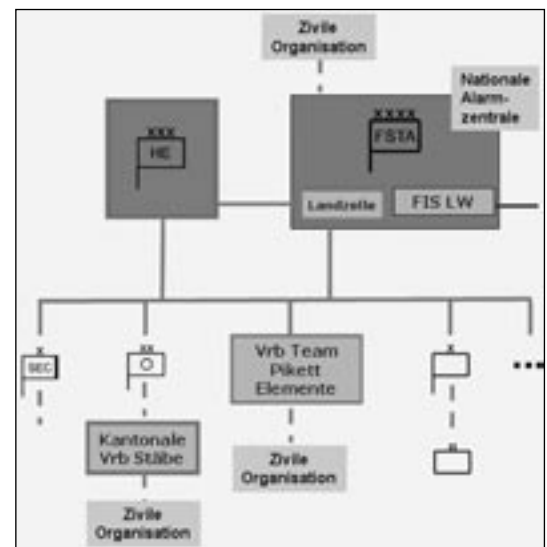 Zivile
Organisation
Nationale
Alarm-
zentrale
xxx
HE
xxxx
FSTA
Landzelle
FIS LW
x
SEC
xx
Vrb Team
Pikett
Elemente
x
Kantonale
Vrb Stäbe
Zivile
Organisation
Zivile
Organisation